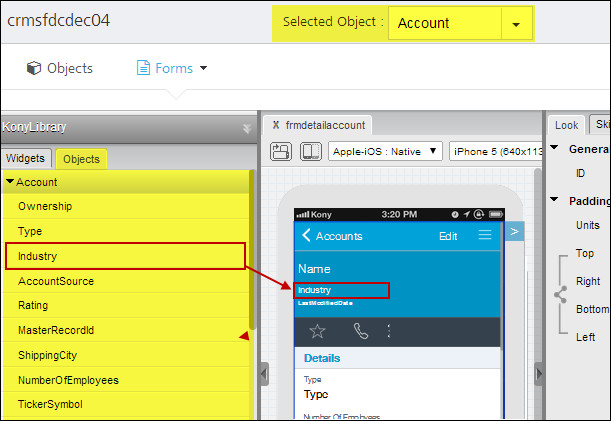 crmsfdcdec04
Selected Object : Account
Objects Forms
KonyLibrary
Widgets Objects
Account
Ownership
Type
Industry
AccountSource
Rating
MasterRecordId
ShippingCity
NumberOfEmployees
TickerSymbol
X frmdetailaccount
Apple-iOS : Native iPhone 5 (640x113
Kony 3:20 PM
Accounts Edit
>
Name
Industry
LastModifiedDate
Details
Type
Type
Number Of Employees
Look Ski
Genera
ID
Padding
Units
Top
Right
Bottom
Left